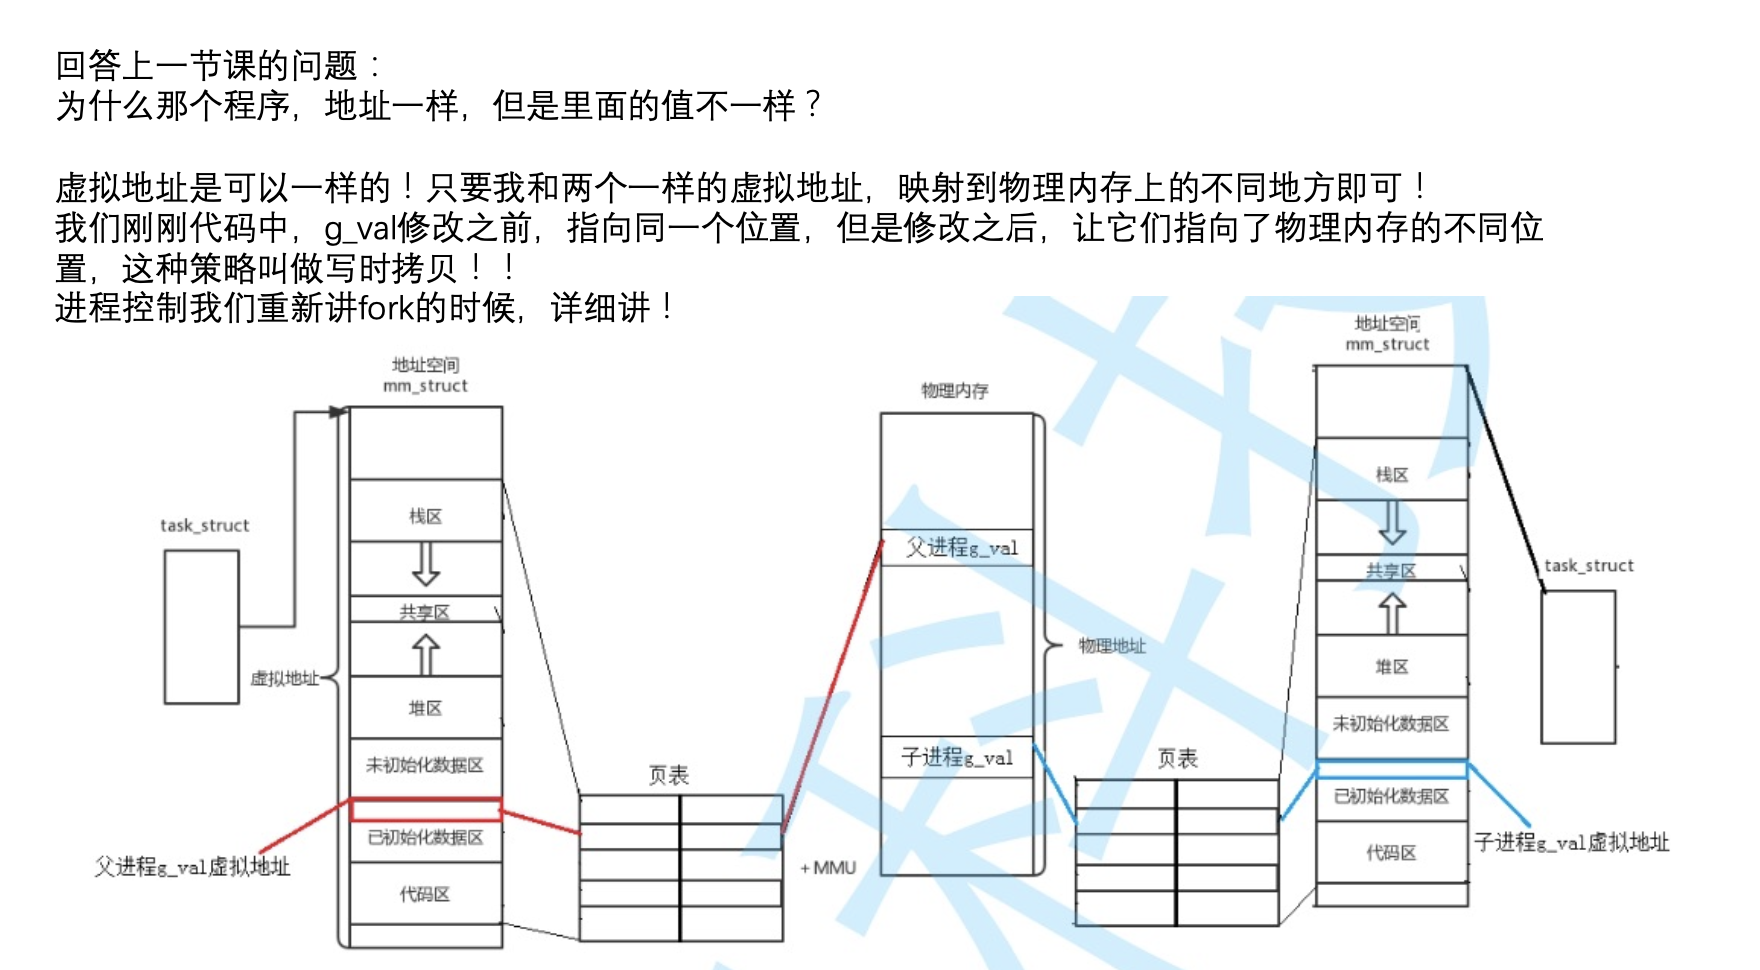 回答上一节课的问题：
为什么那个程序，地址一样，但是里面的值不一样？
虚拟地址是可以一样的！只要我和两个一样的虚拟地址，映射到物理内存上的不同地方即可！
我们刚刚代码中，g_val修改之前，指向同一个位置，但是修改之后，让它们指向了物理内存的不同位
置，这种策略叫做写时拷贝！！
进程控制我们重新讲fork的时候，详细讲！
地址空间
mm_struct
task_struct
虚拟地址
栈区
共享区
堆区
未初始化数据区
已初始化数据区
代码区
父进程g_val虚拟地址
页表
+MMU
物理内存
父进程g_val
子进程g_val
物理地址
页表
地址空间
mm_struct
栈区
共享区
堆区
未初始化数据区
已初始化数据区
代码区
task_struct
子进程g_val虚拟地址